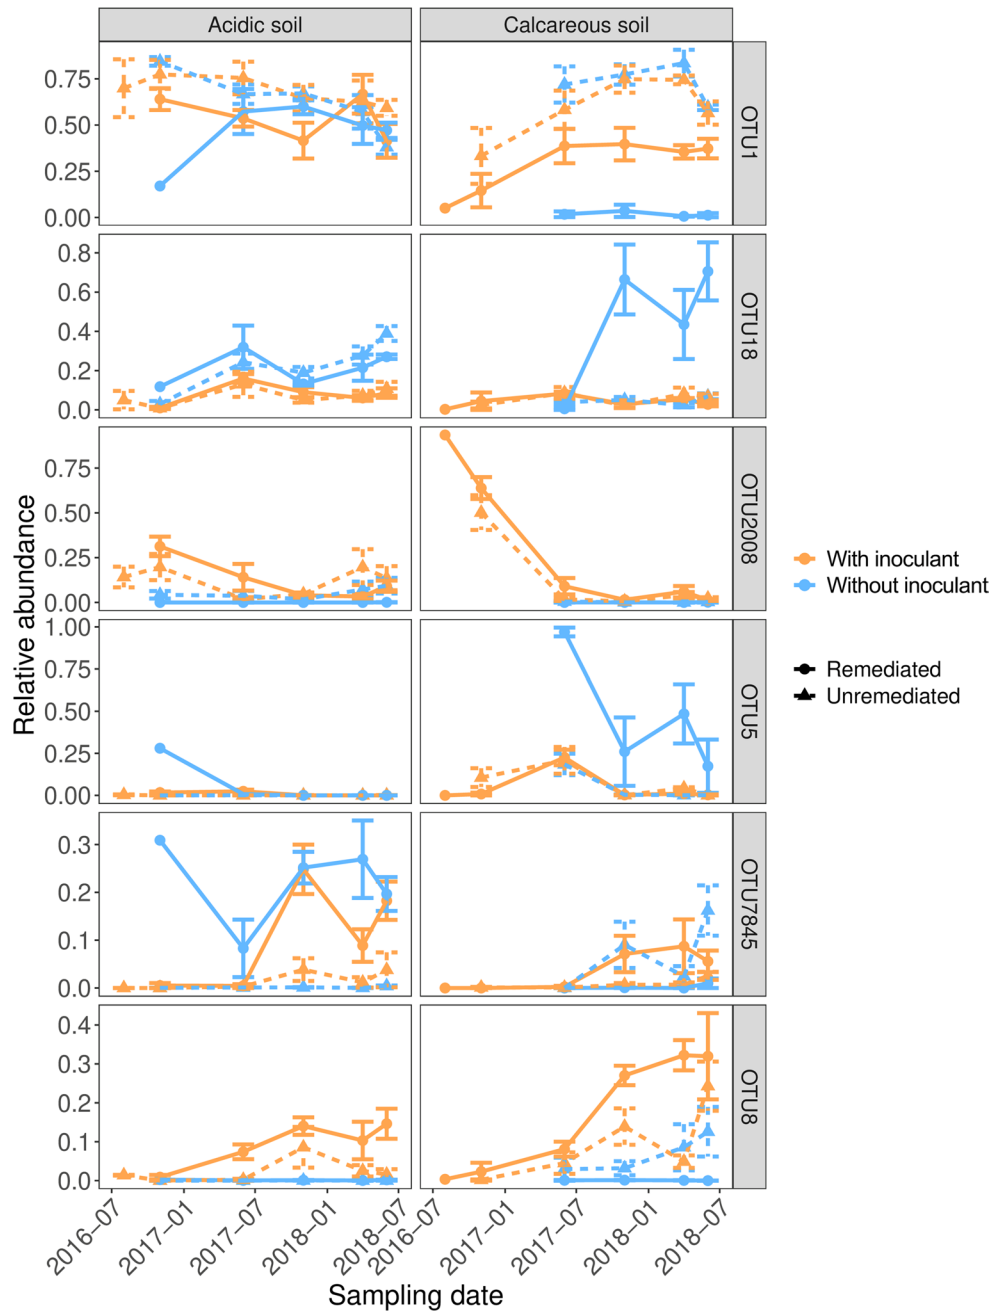 Acidic soil
Calcareous soil
0.75
0.50
0.25
0.00
OTU1
0.8
0.6
0.4
0.2
0.0
OTU18
0.75
0.50
0.25
0.00
OTU2008
1.00
0.75
0.50
0.25
0.00
OTU5
0.3
0.2
0.1
0.0
OTU7845
0.4
0.3
0.2
0.1
0.0
OTU8
Relative abundance
2016−07
2017−01
2017−07
2018−01
2018−07
2016−07
2017−01
2017−07
2018−01
2018−07
Sampling date
With inoculant
Without inoculant
Remediated
Unremediated